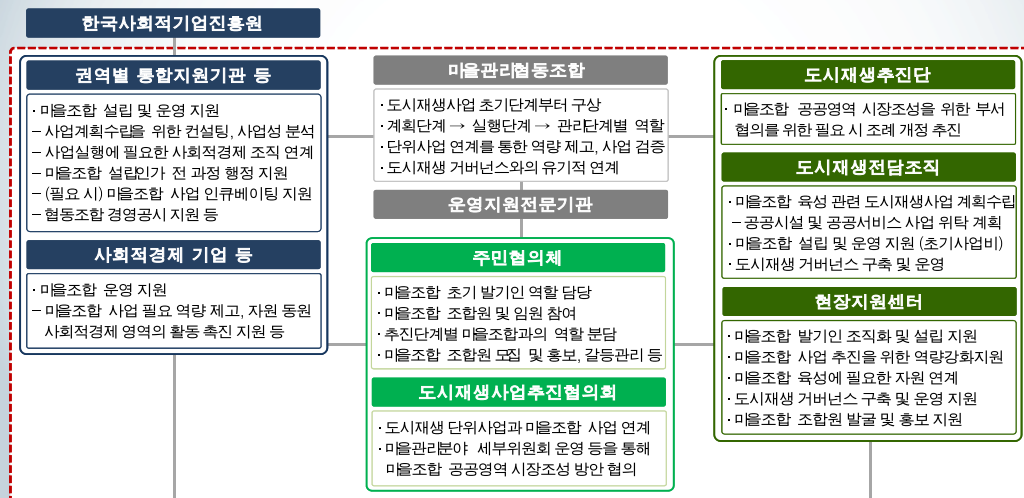 한국사회적기업진흥원
권역별 통합지원기관 등
· 마을조합 설립 및 운영 지원
– 사업계획수립을 위한 컨설팅, 사업성 분석
– 사업실행에 필요한 사회적경제 조직 연계
– 마을조합 설립인가 전 과정 행정 지원
– (필요 시) 마을조합 사업 인큐베이팅 지원
– 협동조합 경영공시 지원 등
사회적경제 기업 등
· 마을조합 운영 지원
– 마을조합 사업 필요 역량 제고, 자원 동원
사회적경제 영역의 활동 촉진 지원 등
마을관리협동조합
· 도시재생사업 초기단계부터 구상
· 계획단계 → 실행단계 → 관리단계별 역할
· 단위사업 연계를 통한 역량 제고, 사업 검증
· 도시재생 거버넌스와의 유기적 연계
운영지원전문기관
주민협의체
· 마을조합 초기 발기인 역할 담당
· 마을조합 조합원 및 임원 참여
· 추진단계별 마을조합과의 역할 분담
· 마을조합 조합원 모집 및 홍보, 갈등관리 등
도시재생사업추진협의회
· 도시재생 단위사업과 마을조합 사업 연계
· 마을관리분야 세부위원회 운영 등을 통해
마을조합 공공영역 시장조성 방안 협의
도시재생추진단
· 마을조합 공공영역 시장조성을 위한 부서
협의를 위한 필요 시 조례 개정 추진
도시재생전담조직
· 마을조합 육성 관련 도시재생사업 계획수립
– 공공시설 및 공공서비스 사업 위탁 계획
· 마을조합 설립 및 운영 지원 (초기사업비)
· 도시재생 거버넌스 구축 및 운영
현장지원센터
· 마을조합 발기인 조직화 및 설립 지원
· 마을조합 사업 추진을 위한 역량강화지원
· 마을조합 육성에 필요한 자원 연계
· 도시재생 거버넌스 구축 및 운영 지원
· 마을조합 조합원 발굴 및 홍보 지원